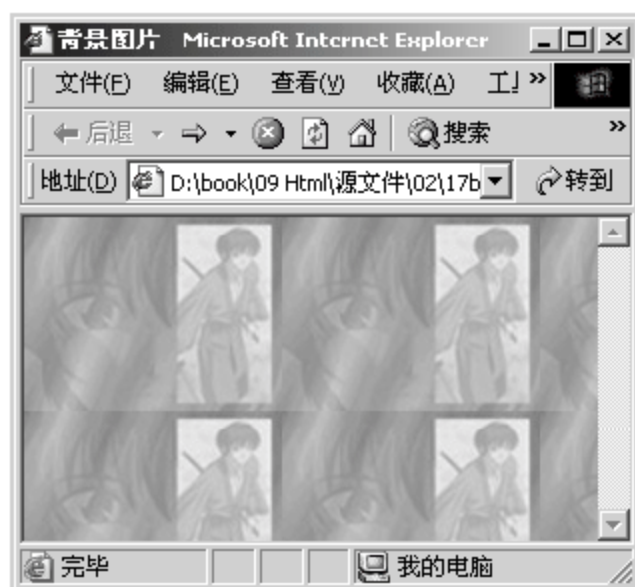 背景图片 Microsoft Internet Explorer
文件(F) 编辑(E) 查看(V) 收藏(A) »
后退 搜索 »
地址(D) D:\book\09 Html\源文件\02\17b 转到
完毕 我的电脑